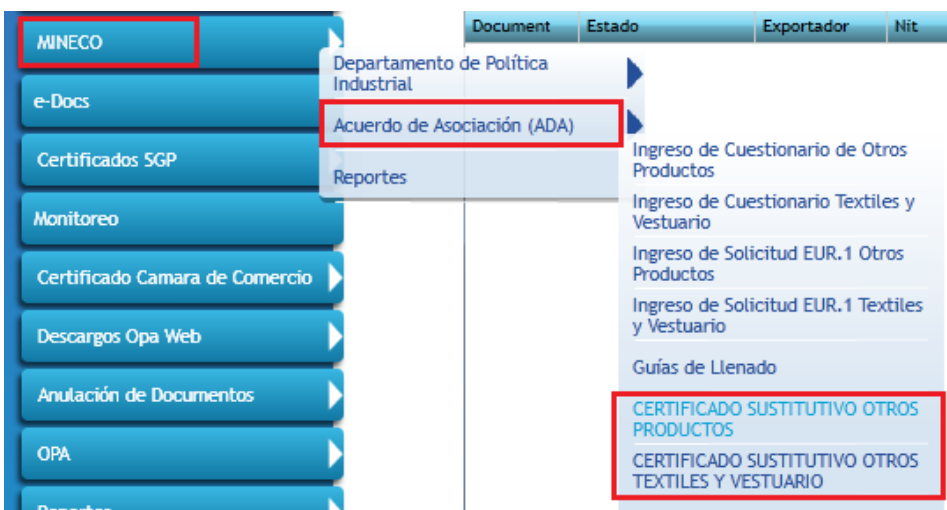 MINECO
e-Docs
Certificados SGP
Monitoreo
Certificado Camara de Comercio
Descargos Opa Web
Anulación de Documentos
OPA
Reportes
Departamento de Política
Industrial
Acuerdo de Asociación (ADA)
Reportes
Document Estado Exportador Nit
Ingreso de Cuestionario de Otros
Productos
Ingreso de Cuestionario Textiles y
Vestuario
Ingreso de Solicitud EUR.1 Otros
Productos
Ingreso de Solicitud EUR.1 Textiles
y Vestuario
Guías de Llenado
CERTIFICADO SUSTITUTIVO OTROS
PRODUCTOS
CERTIFICADO SUSTITUTIVO OTROS
TEXTILES Y VESTUARIO